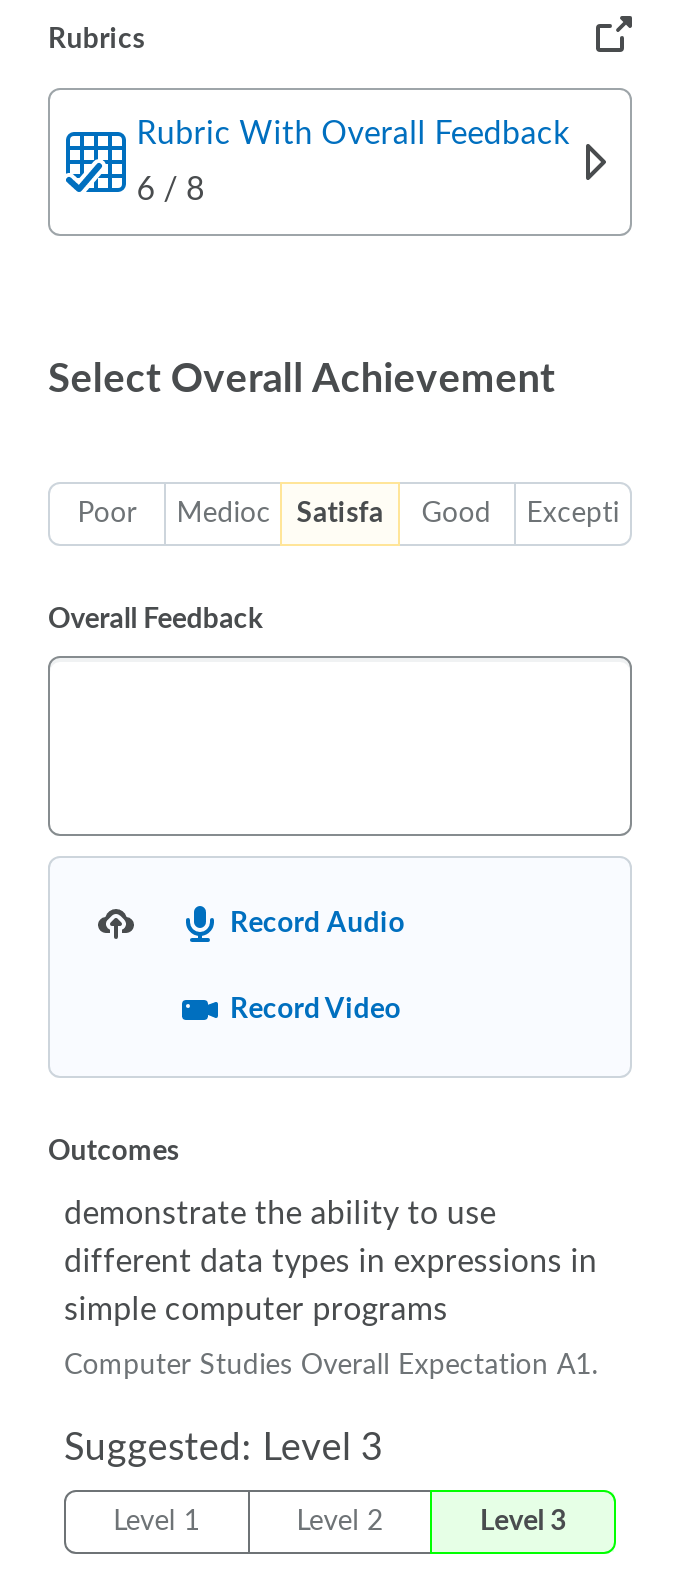 Rubrics
Rubric With Overall Feedback
6 / 8
Select Overall Achievement
Poor Medioc Satisfa Good Excepti
Overall Feedback
Record Audio
Record Video
Outcomes
demonstrate the ability to use
different data types in expressions in
simple computer programs
Computer Studies Overall Expectation A1.
Suggested: Level 3
Level 1 Level 2 Level 3